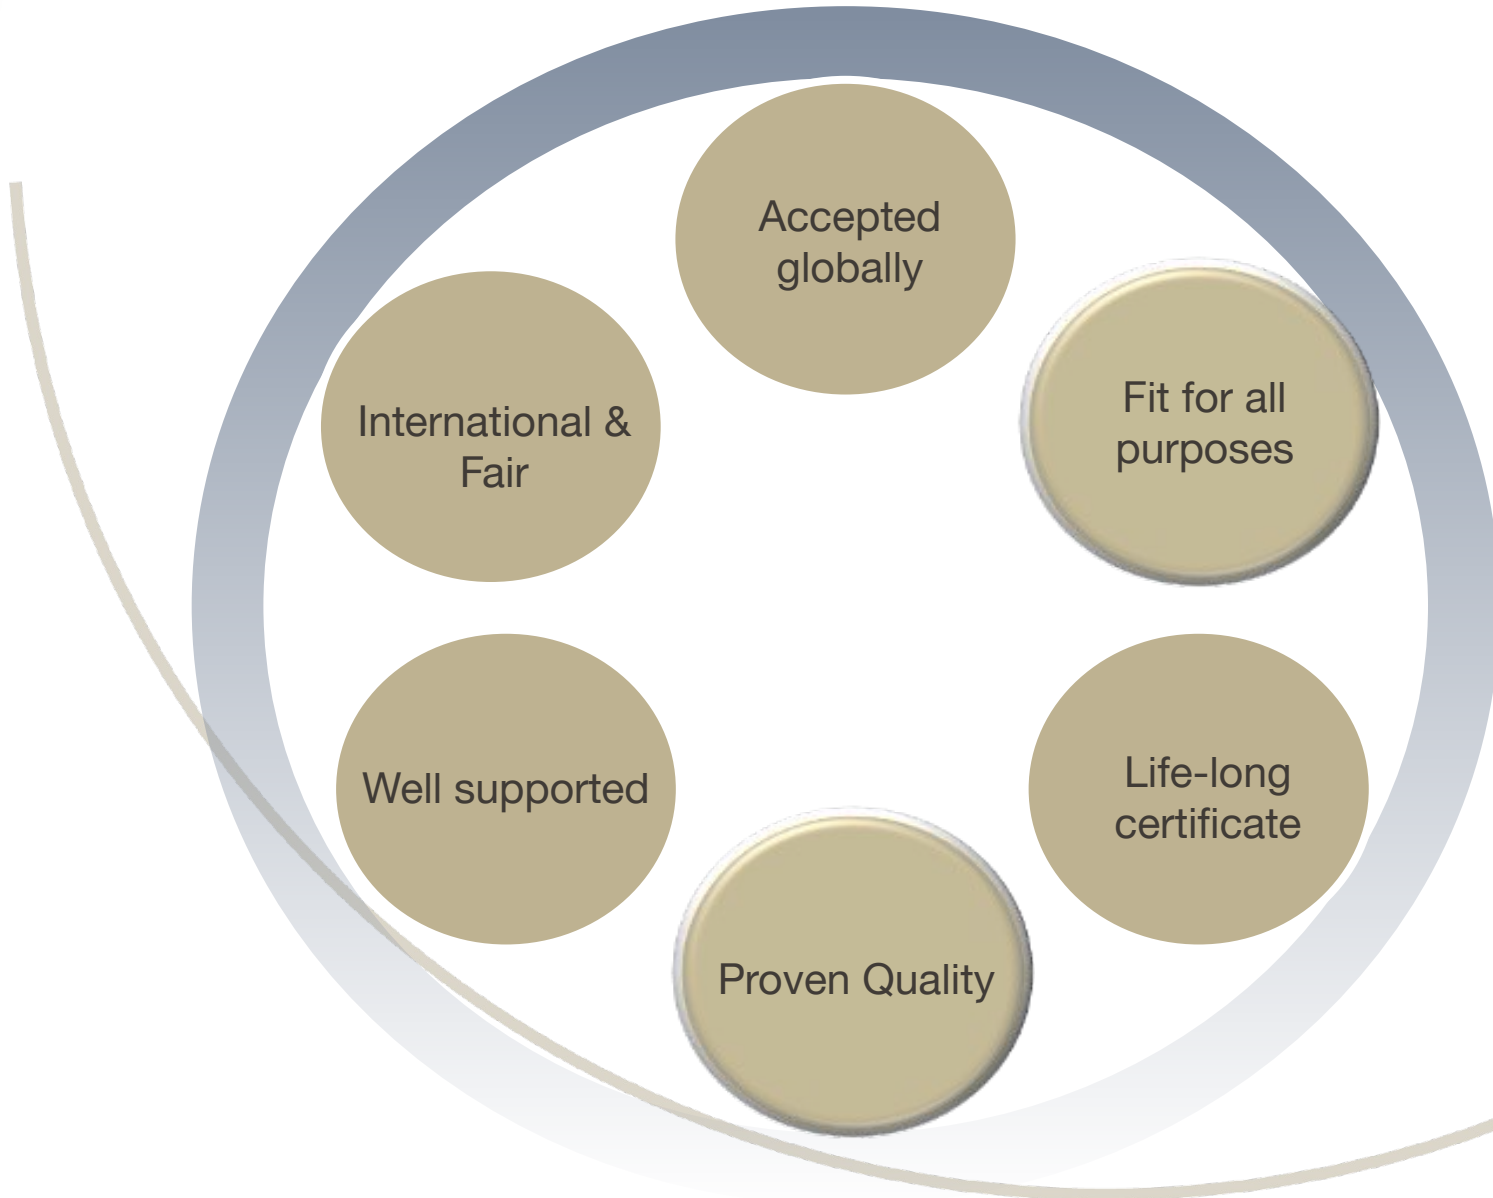 Accepted
globally
Fit for all
purposes
International &
Fair
Life-long
certificate
Well supported
Proven Quality